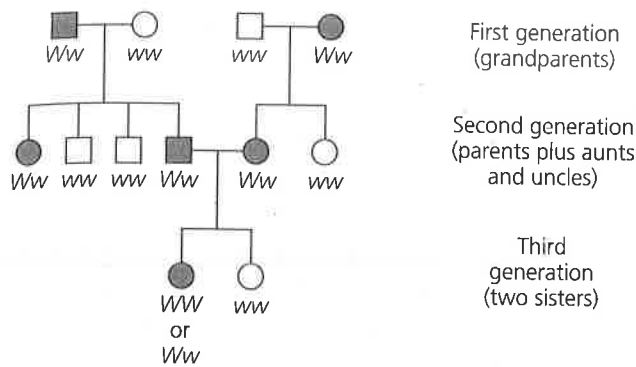 Ww ww ww Ww
First generation
(grandparents)
Ww ww ww Ww Ww ww
Second generation
(parents plus aunts
and uncles)
WW
or
Ww
ww
Third
generation
(two sisters)